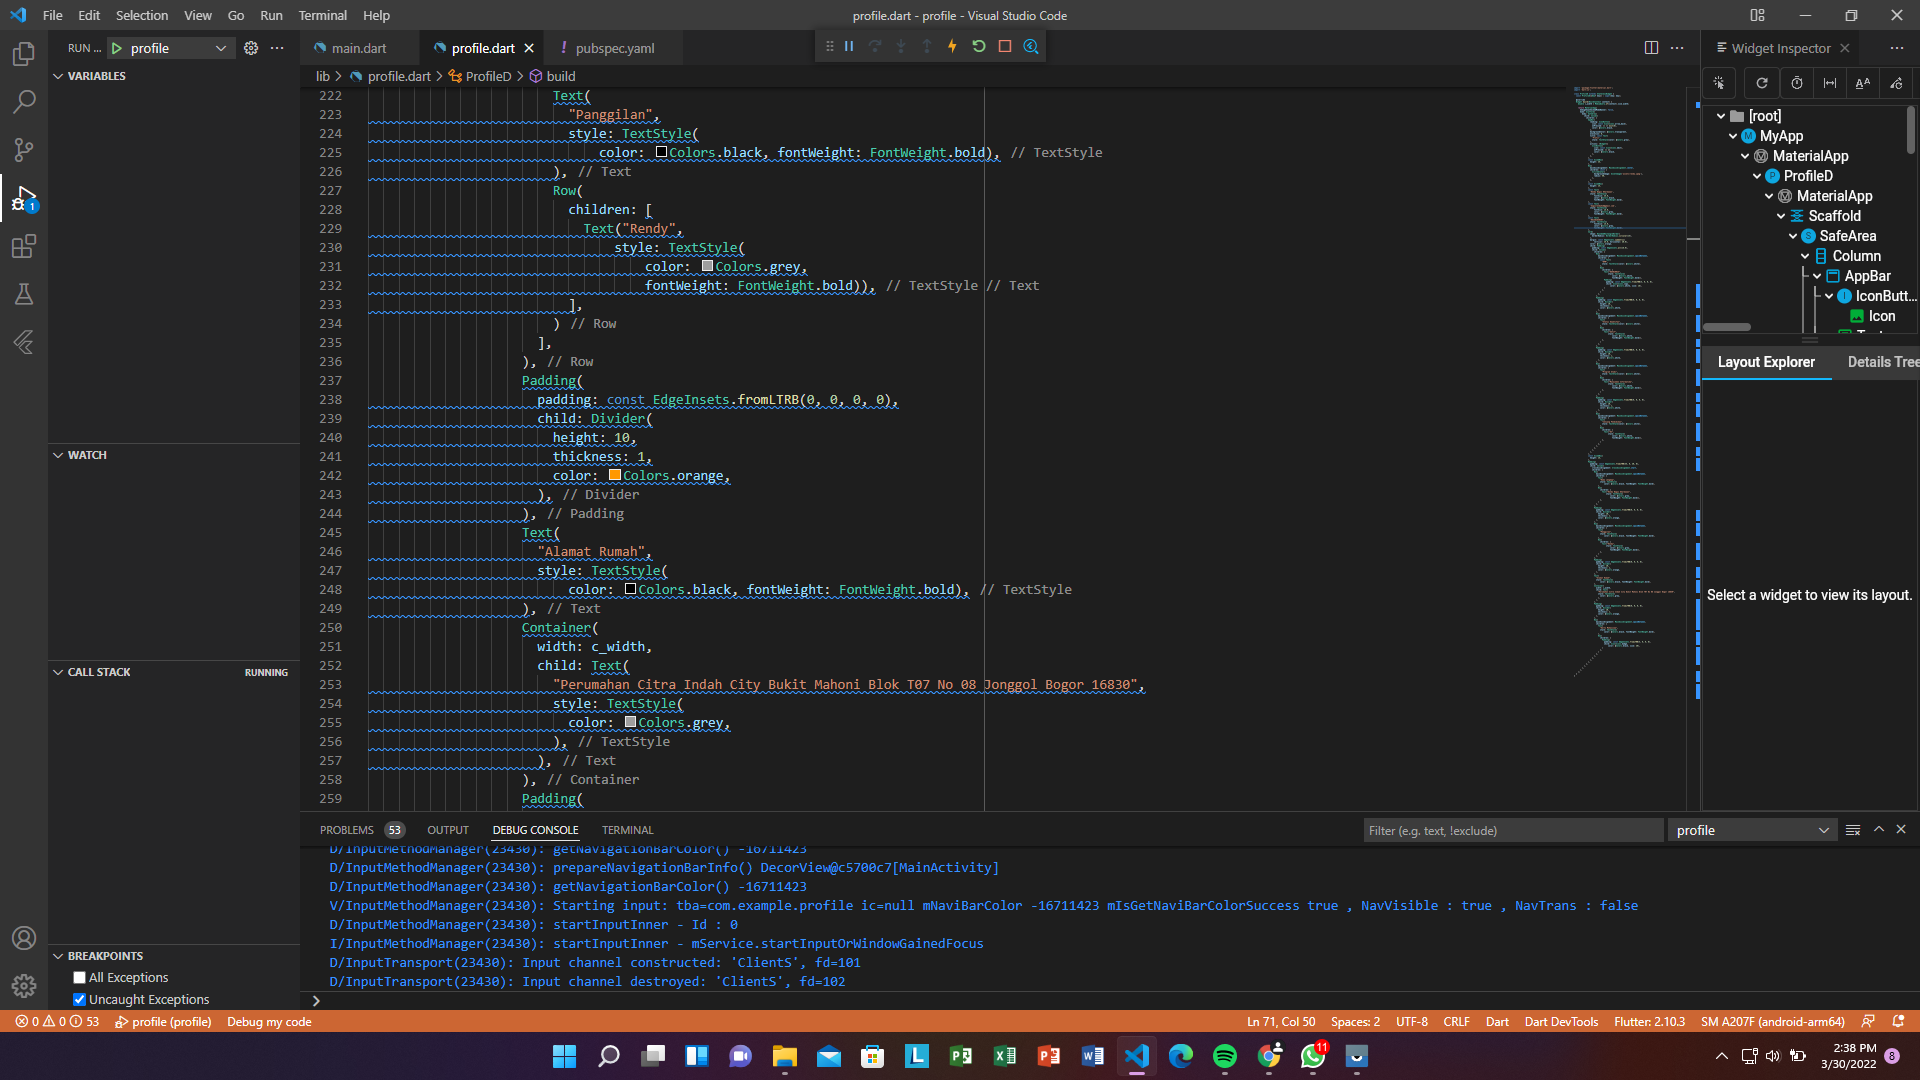 File Edit Selection View Go Run Terminal Help
profile.dart - profile - Visual Studio Code
RUN ... profile
main.dart
profile.dart
! pubspec.yaml
Widget Inspector
lib > profile.dart > ProfileD > build
VARIABLES
WATCH
CALL STACK RUNNING
BREAKPOINTS
All Exceptions
Uncaught Exceptions
1
222 Text(
223 "Panggilan",
224 style: TextStyle(
225 color: Colors.black, fontWeight: FontWeight.bold), // TextStyle
226 ), // Text
227 Row(
228 children: [
229 Text("Rendy",
230 style: TextStyle(
231 color: Colors.grey,
232 fontWeight: FontWeight.bold)), // TextStyle // Text
233 ],
234 ) // Row
235 ],
236 ), // Row
237 Padding(
238 padding: const EdgeInsets.fromLTRB(0, 0, 0, 0),
239 child: Divider(
240 height: 10,
241 thickness: 1,
242 color: Colors.orange,
243 ), // Divider
244 ), // Padding
245 Text(
246 "Alamat Rumah",
247 style: TextStyle(
248 color: Colors.black, fontWeight: FontWeight.bold), // TextStyle
249 ), // Text
250 Container(
251 width: c_width,
252 child: Text(
253 "Perumahan Citra Indah City Bukit Mahoni Blok T07 No 08 Jonggol Bogor 16830",
254 style: TextStyle(
255 color: Colors.grey,
256 ), // TextStyle
257 ), // Text
258 ), // Container
259 Padding(
[root]
MyApp
MaterialApp
ProfileD
MaterialApp
Scaffold
SafeArea
Column
AppBar
IconButt...
Icon
Layout Explorer Details Tree
Select a widget to view its layout.
PROBLEMS 53 OUTPUT DEBUG CONSOLE TERMINAL
Filter (e.g. text, !exclude)
profile
D/InputMethodManager(23430): getNavigationBarColor() -16711423
D/InputMethodManager(23430): prepareNavigationBarInfo() DecorView@c5700c7[MainActivity]
D/InputMethodManager(23430): getNavigationBarColor() -16711423
V/InputMethodManager(23430): Starting input: tba=com.example.profile ic=null mNaviBarColor -16711423 mIsGetNaviBarColorSuccess true , NavVisible : true , NavTrans : false
D/InputMethodManager(23430): startInputInner - Id : 0
I/InputMethodManager(23430): startInputInner - mService.startInputOrWindowGainedFocus
D/InputTransport(23430): Input channel constructed: 'ClientS', fd=101
D/InputTransport(23430): Input channel destroyed: 'ClientS', fd=102
0 0 53 profile (profile) Debug my code
Ln 71, Col 50 Spaces: 2 UTF-8 CRLF Dart Dart DevTools Flutter: 2.10.3 SM A207F (android-arm64)
11
2:38 PM
3/30/2022
8